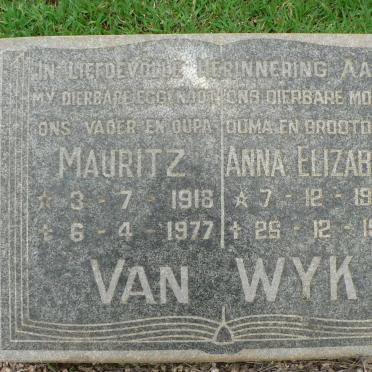 IN LIEFDEVOLLE HERINNERING AA
MY DIERBARE EGGENOOT
ONS VADER EN OUPA
MAURITZ
☆ 3 - 7 - 1918
✝ 6 - 4 - 1977
ONS DIERBARE MO
OUMA EN GROOTO
ANNA ELIZAB
☆ 7 - 12 - 19
✝ 25 - 12 - 1
VAN WYK